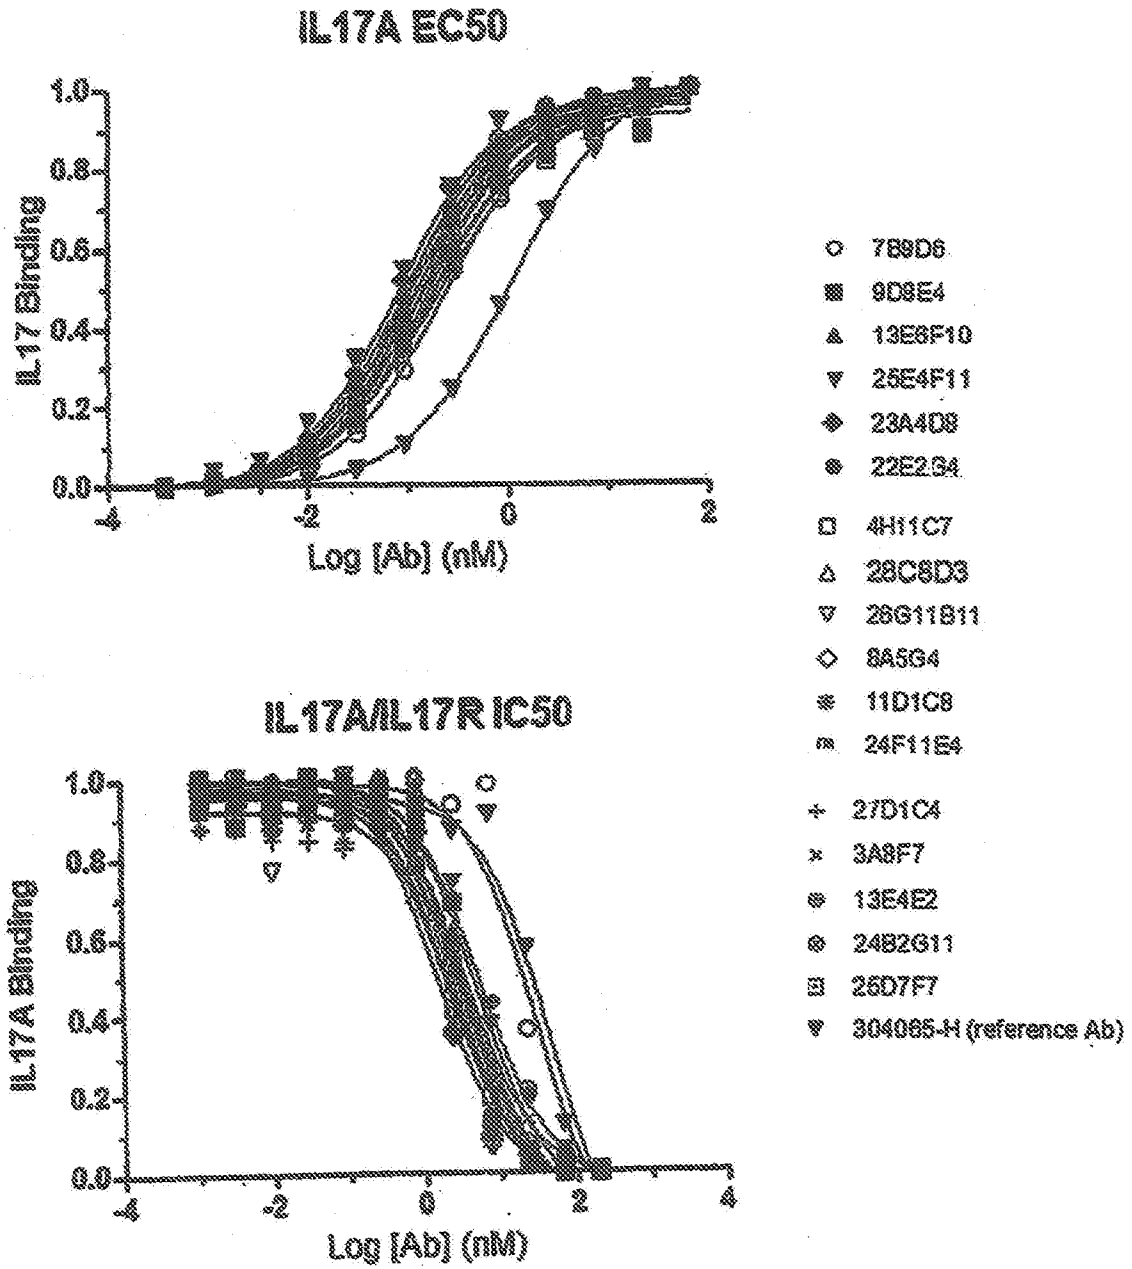 IL17A EC50
1.0
0.8
0.6
0.4
0.2
0.0
IL17 Binding
-4
-2
0
2
Log [Ab] (nM)
7B9D6
9D8E4
13E6F10
25E4F11
23A4D8
22E2G4
4H11C7
28C8D3
28G11B11
8A5G4
11D1C8
24F11E4
27D1C4
3A8F7
13E4E2
24B2G11
25D7F7
304065-H (reference Ab)
IL17A/IL17R IC50
1.0
0.8
0.6
0.4
0.2
0.0
IL17A Binding
-4
-2
0
2
4
Log [Ab] (nM)